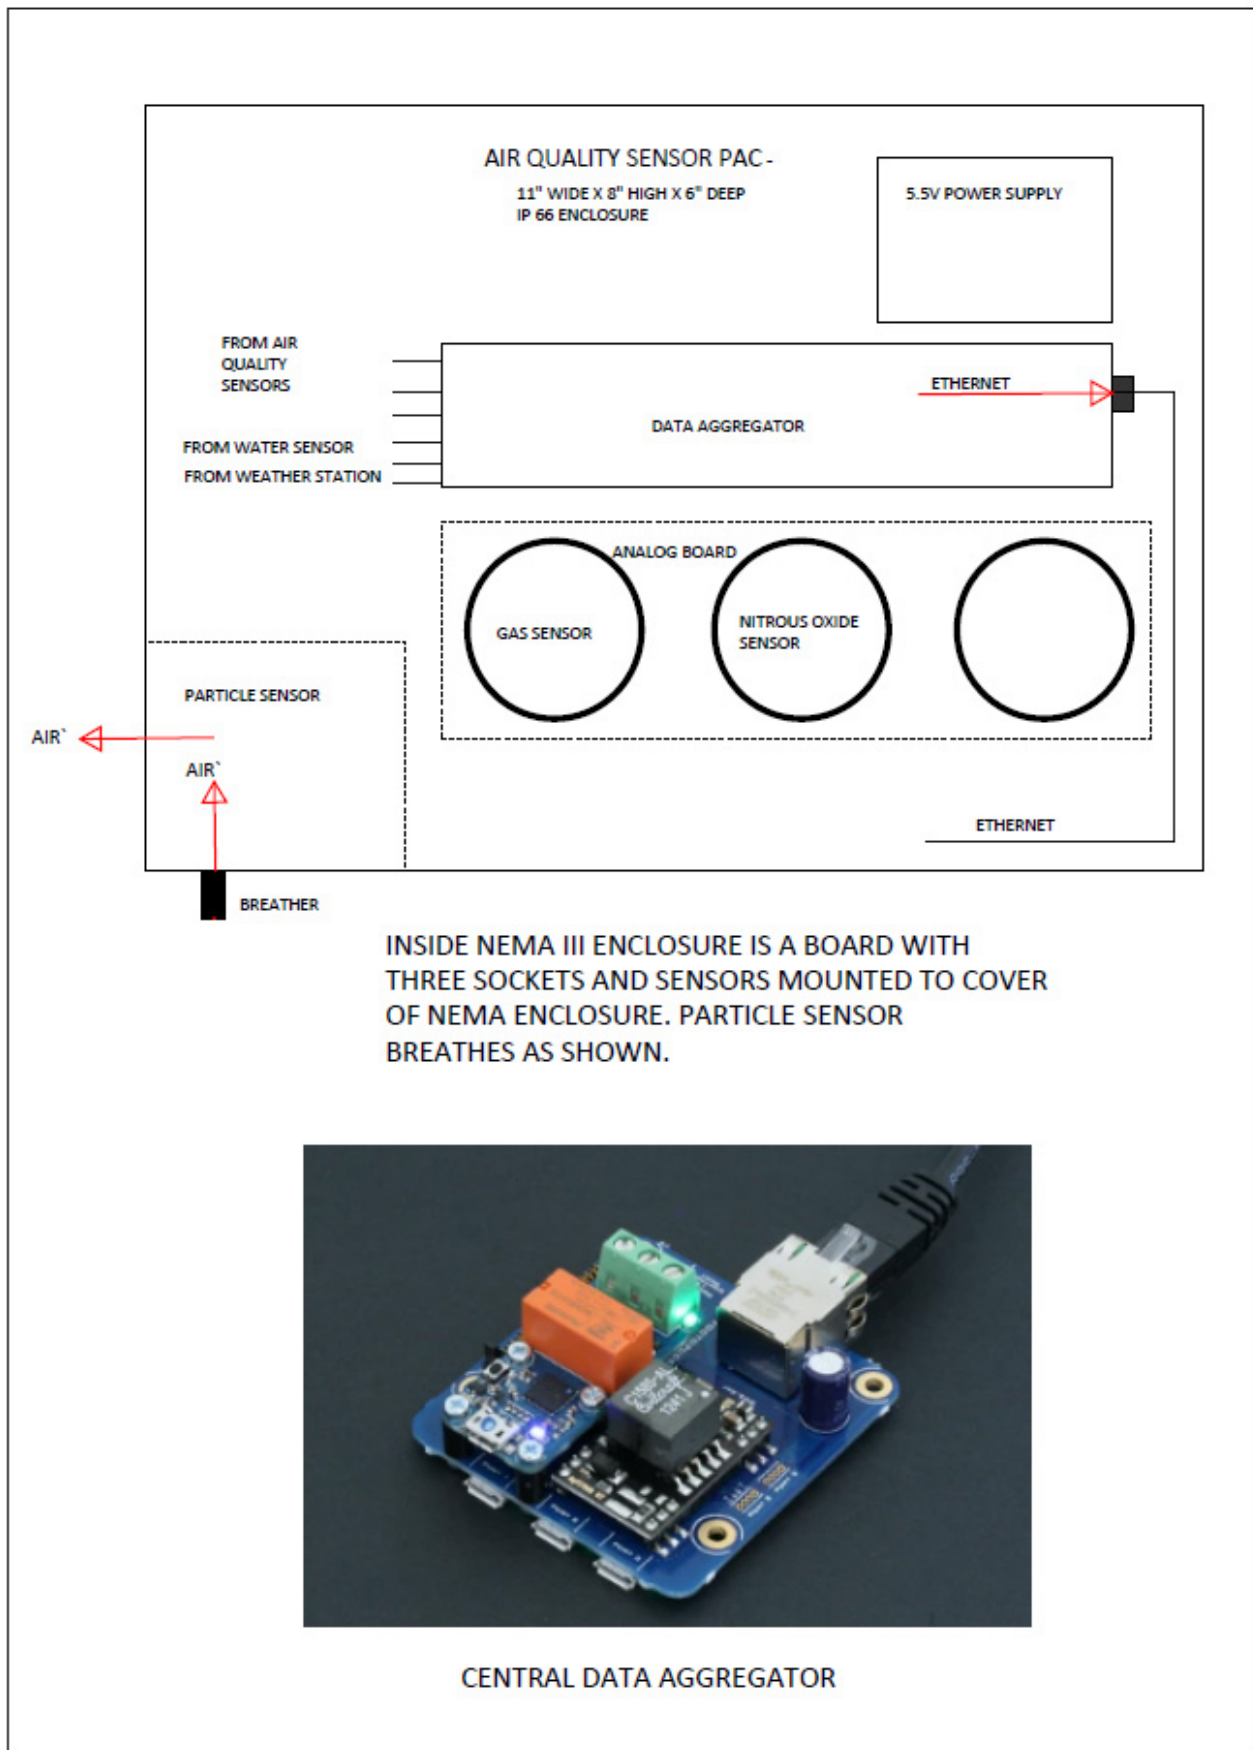 AIR QUALITY SENSOR PAC -
11" WIDE X 8" HIGH X 6" DEEP
IP 66 ENCLOSURE
5.5V POWER SUPPLY
FROM AIR
QUALITY
SENSORS
ETHERNET
DATA AGGREGATOR
FROM WATER SENSOR
FROM WEATHER STATION
ANALOG BOARD
GAS SENSOR
NITROUS OXIDE
SENSOR
PARTICLE SENSOR
AIR`
AIR`
ETHERNET
BREATHER
INSIDE NEMA III ENCLOSURE IS A BOARD WITH
THREE SOCKETS AND SENSORS MOUNTED TO COVER
OF NEMA ENCLOSURE. PARTICLE SENSOR
BREATHES AS SHOWN.
CENTRAL DATA AGGREGATOR